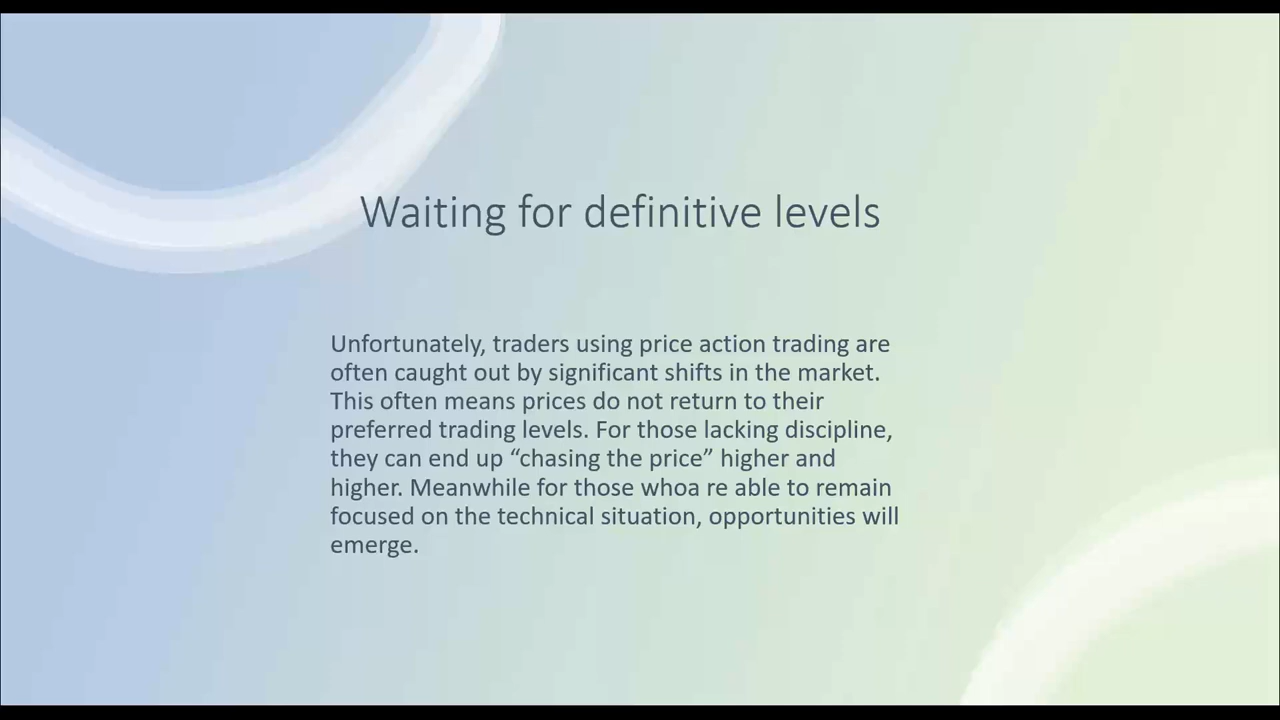 Waiting for definitive levels
Unfortunately, traders using price action trading are
often caught out by significant shifts in the market.
This often means prices do not return to their
preferred trading levels. For those lacking discipline,
they can end up “chasing the price” higher and
higher. Meanwhile for those whoa re able to remain
focused on the technical situation, opportunities will
emerge.